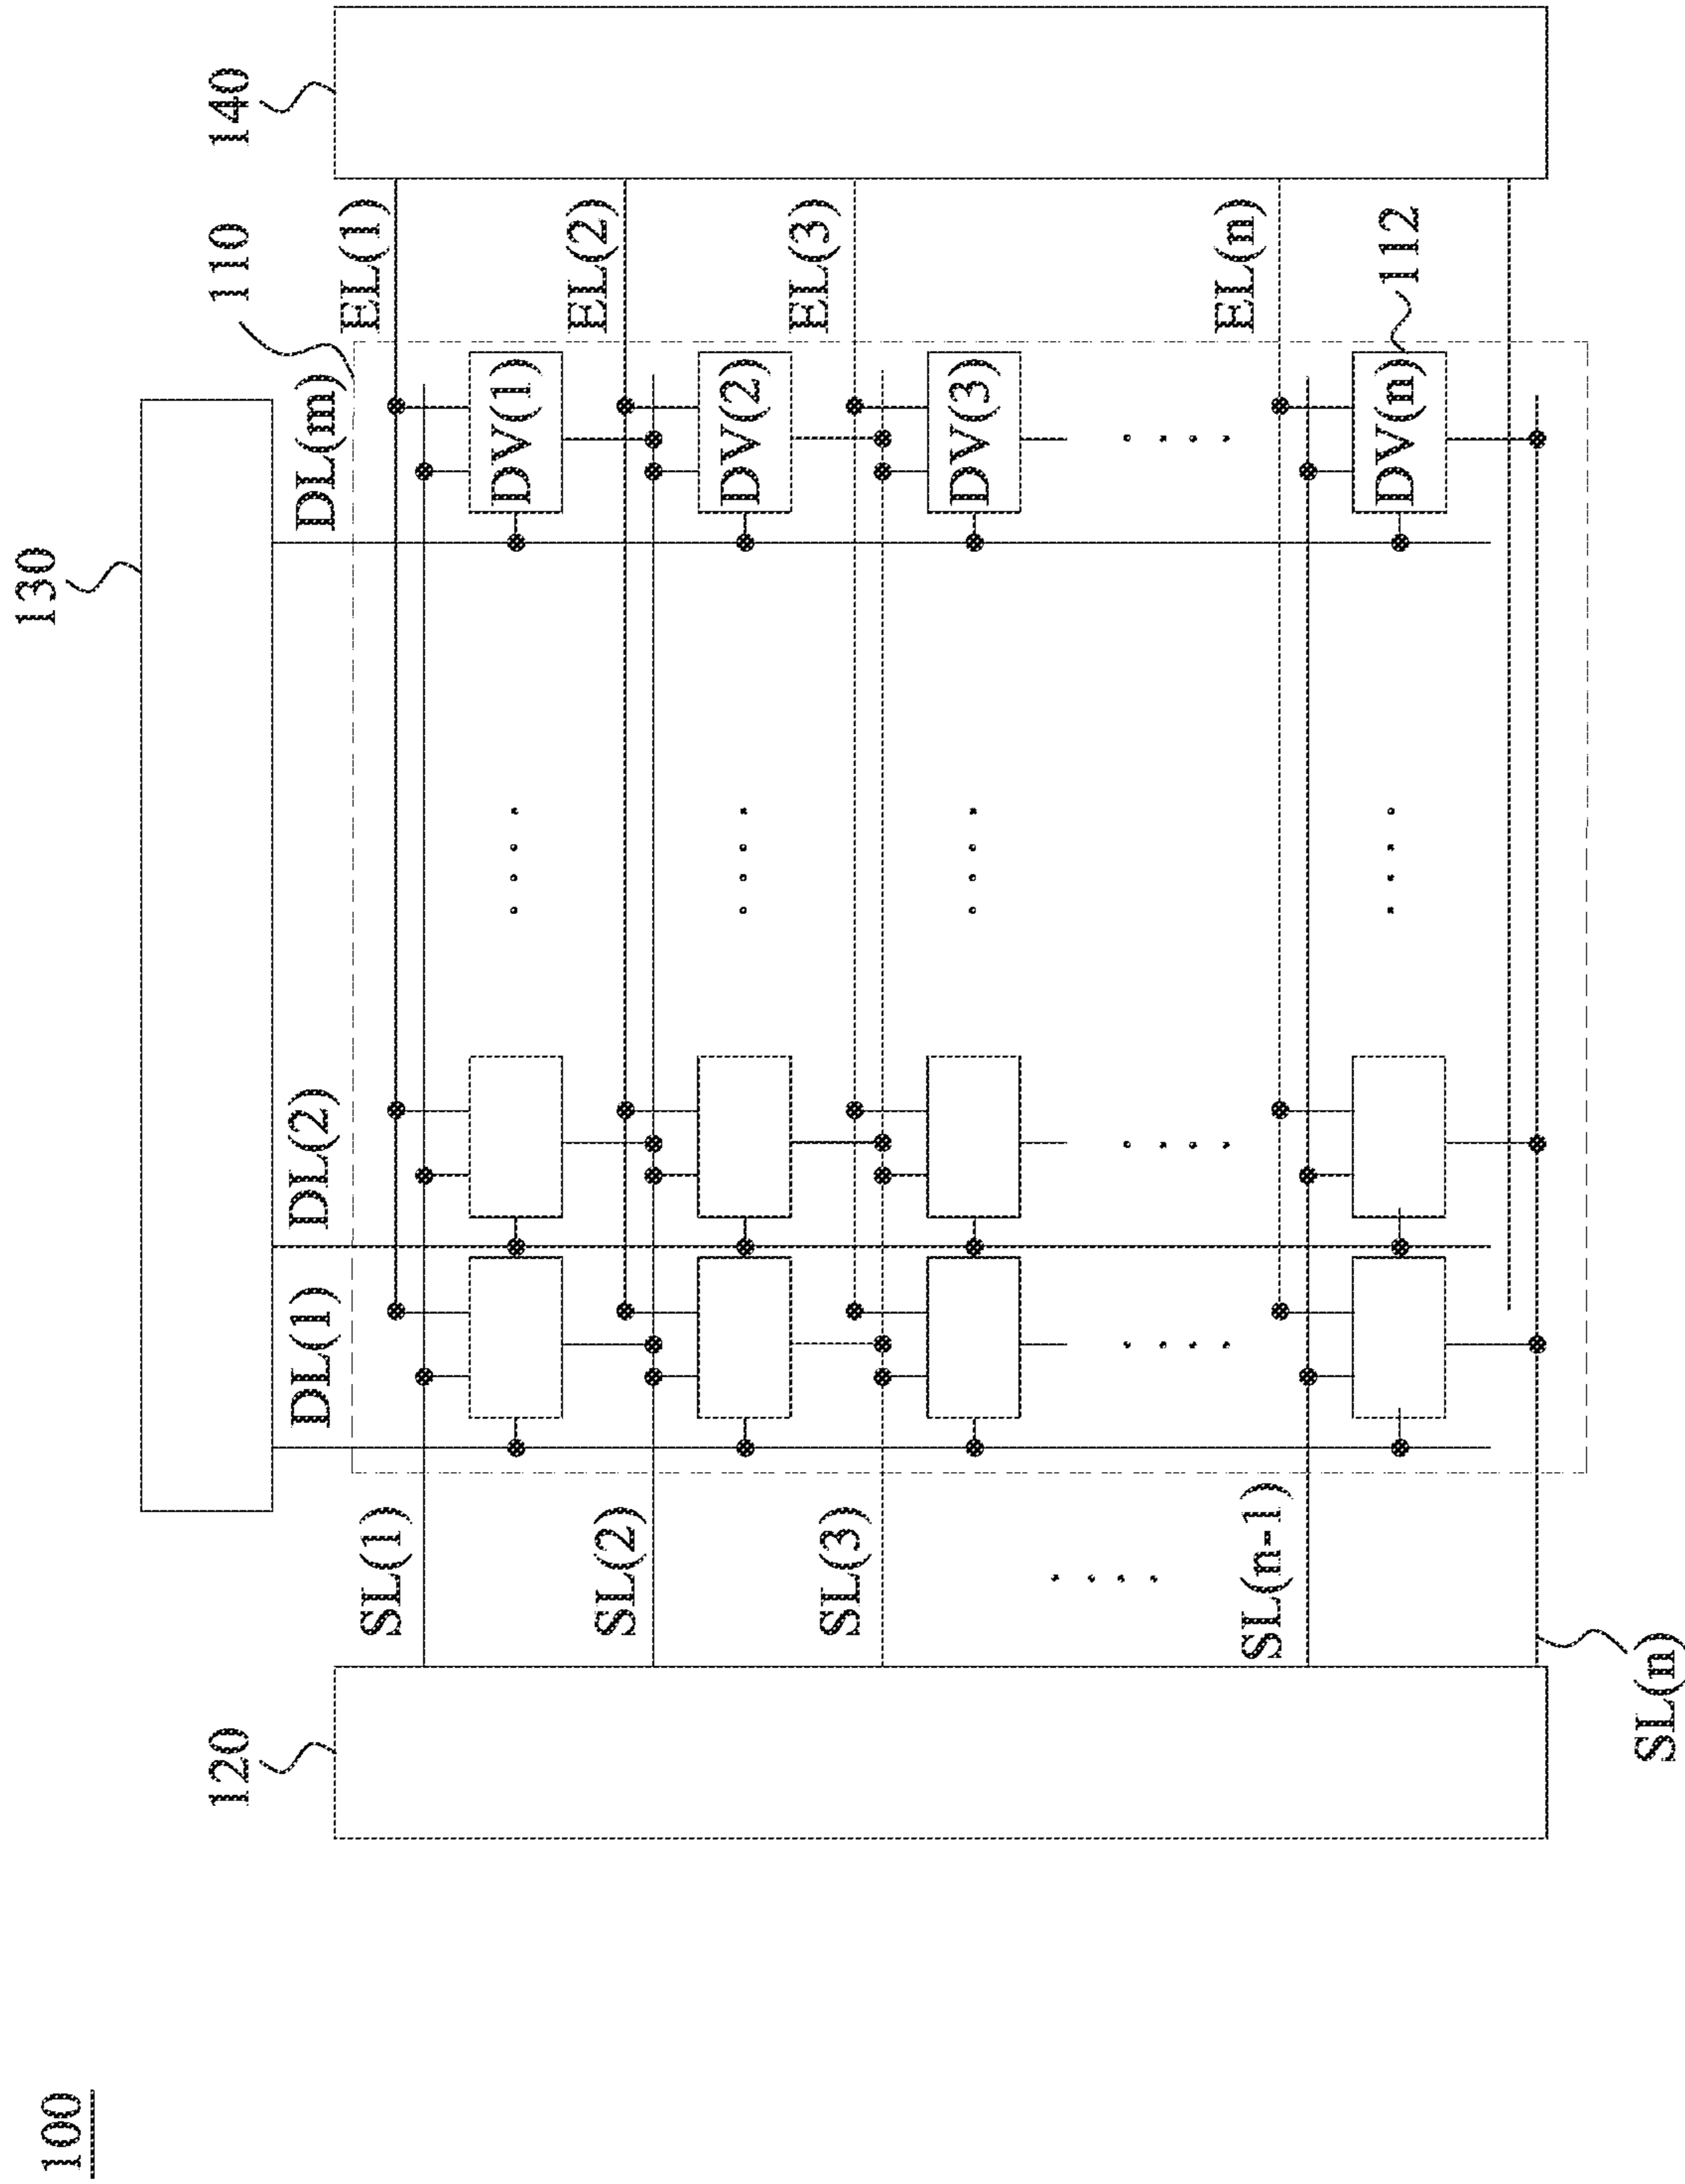 100
130
120
110
140
DL(1)
DL(2)
DL(m)
SL(1)
EL(1)
DV(1)
SL(2)
EL(2)
DV(2)
SL(3)
EL(3)
DV(3)
SL(n-1)
EL(n)
DV(n)
112
SL(n)